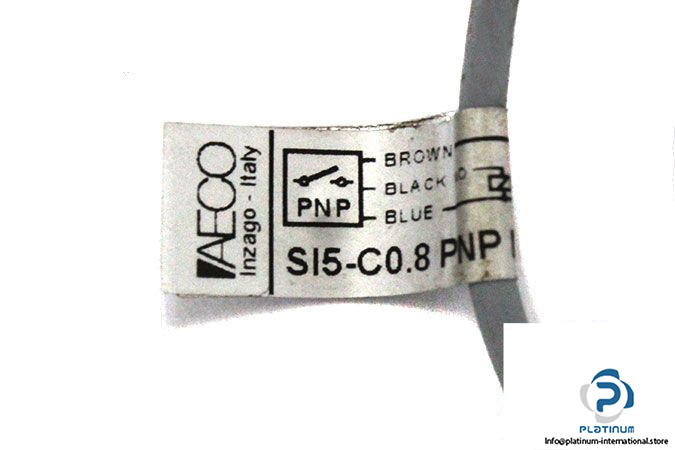 AECO
Inzago - Italy
PNP
BROWN
BLACK
BLUE
SI5-C0.8 PNP
PLATINUM
Info@platinum-international.store